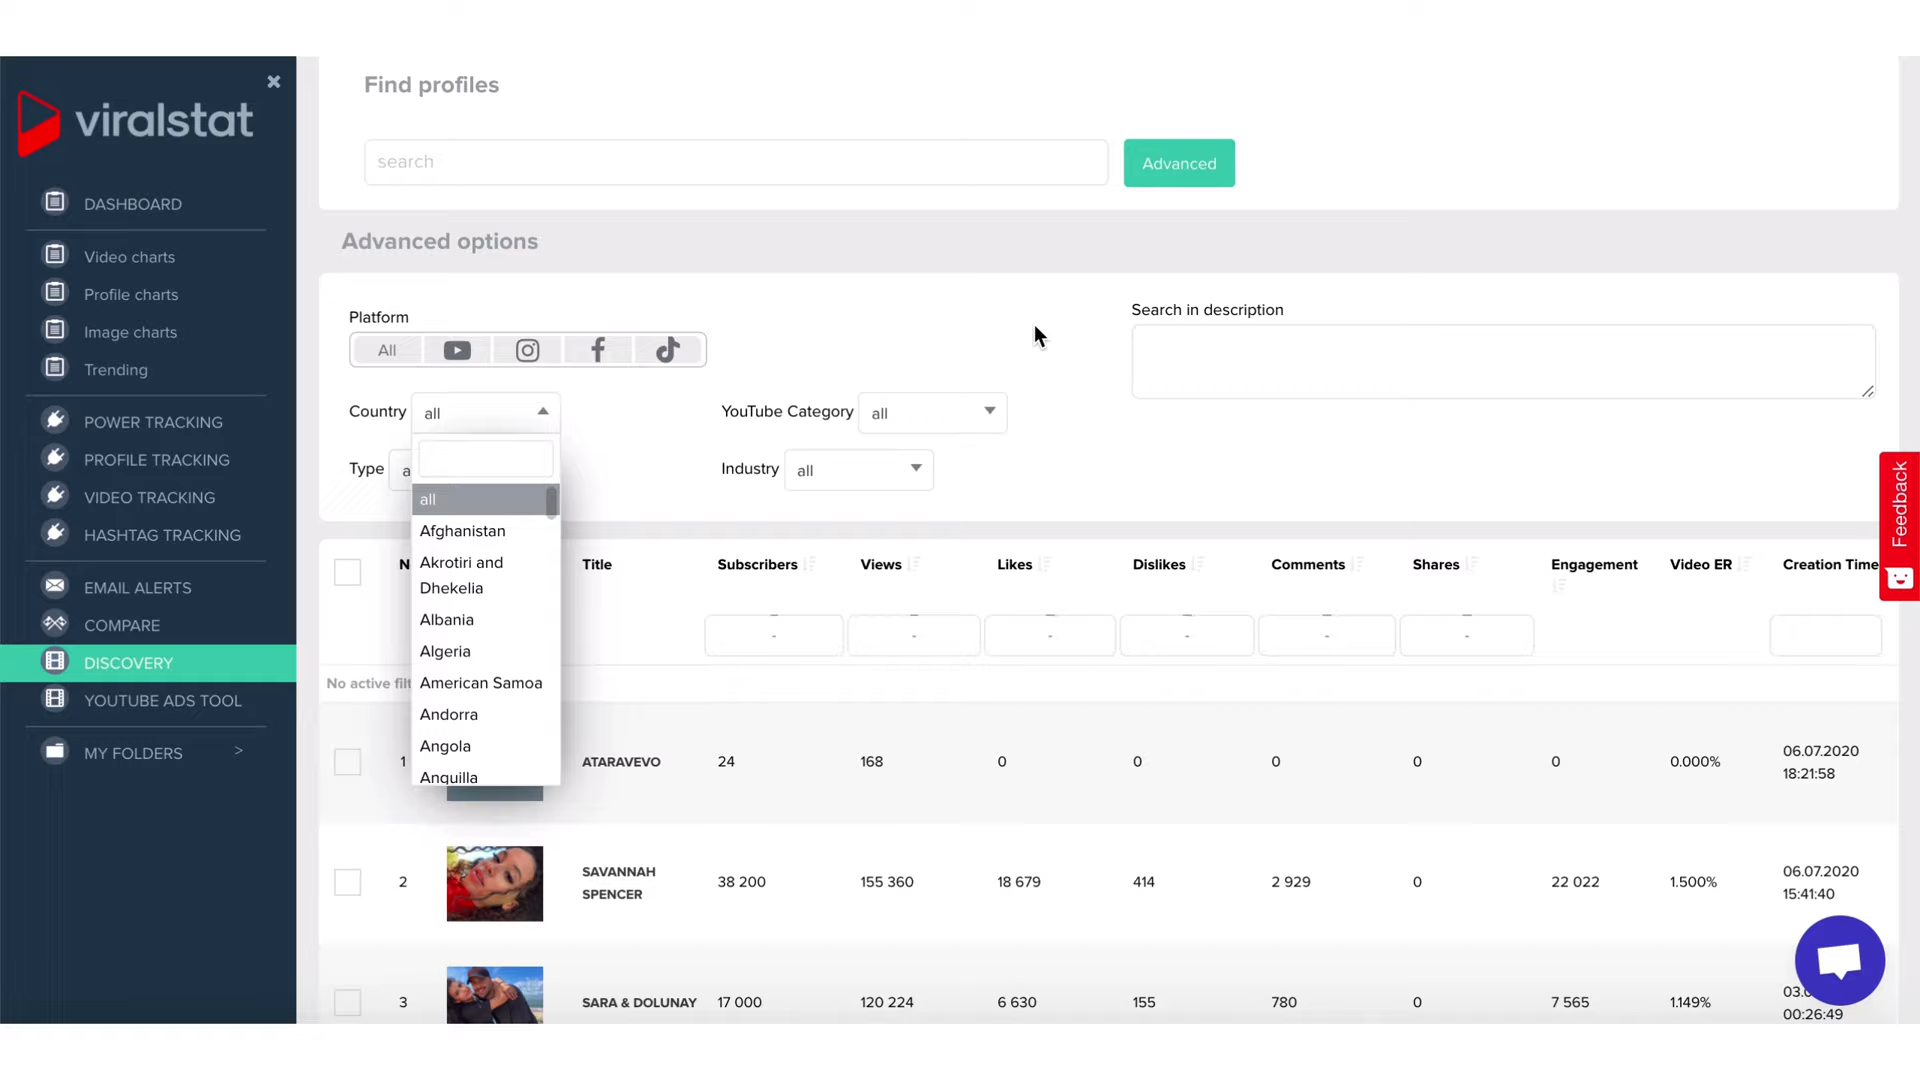 viralstat
DASHBOARD
Video charts
Profile charts
Image charts
Trending
POWER TRACKING
PROFILE TRACKING
VIDEO TRACKING
HASHTAG TRACKING
EMAIL ALERTS
COMPARE
DISCOVERY
YOUTUBE ADS TOOL
MY FOLDERS >
Find profiles
search
Advanced
Advanced options
Platform
All
Search in description
Country all
YouTube Category all
Type a
Industry all
all
Afghanistan
Akrotiri and
Dhekelia
Albania
Algeria
American Samoa
Andorra
Angola
Anguilla
N Title Subscribers Views Likes Dislikes Comments Shares Engagement Video ER Creation Time
- - - - - -
No active filt
1 ATARAVEVO 24 168 0 0 0 0 0 0.000% 06.07.2020
18:21:58
2 SAVANNAH
SPENCER 38 200 155 360 18 679 414 2 929 0 22 022 1.500% 06.07.2020
15:41:40
3 SARA & DOLUNAY 17 000 120 224 6 630 155 780 0 7 565 1.149% 03.0
00:26:49
Feedback